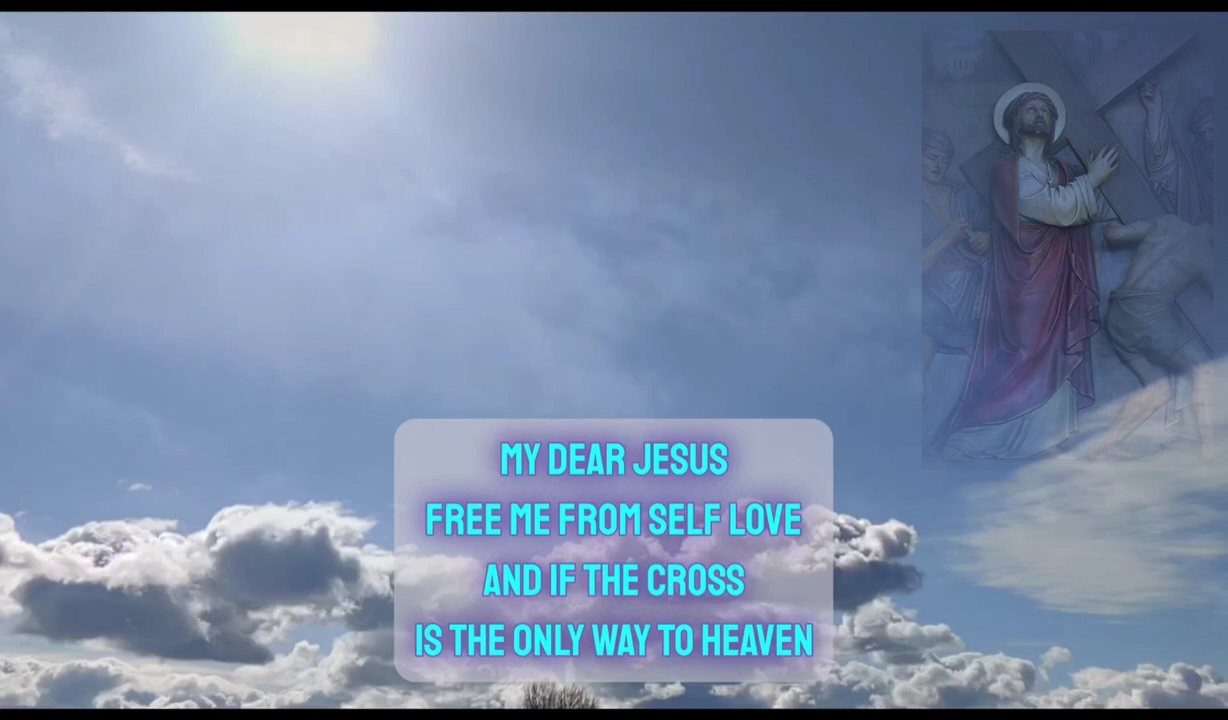 MY DEAR JESUS
FREE ME FROM SELF LOVE
AND IF THE CROSS
IS THE ONLY WAY TO HEAVEN